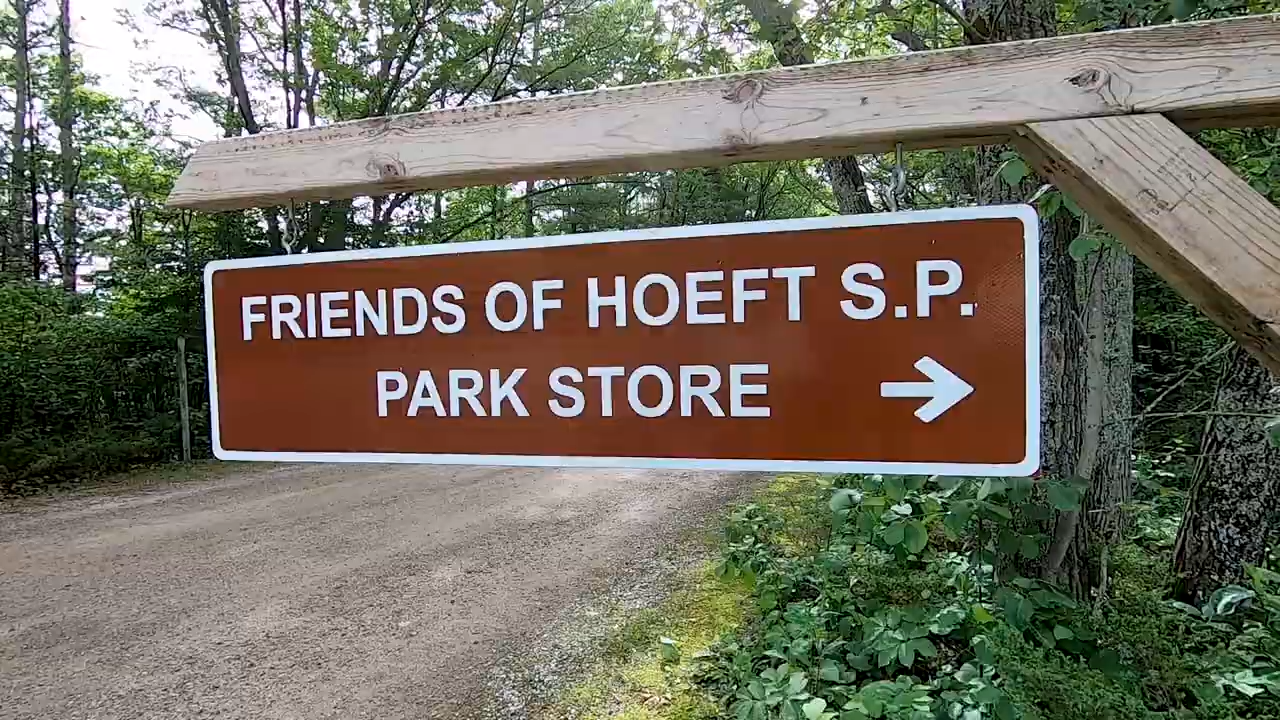 FRIENDS OF HOEFT S.P.
PARK STORE →